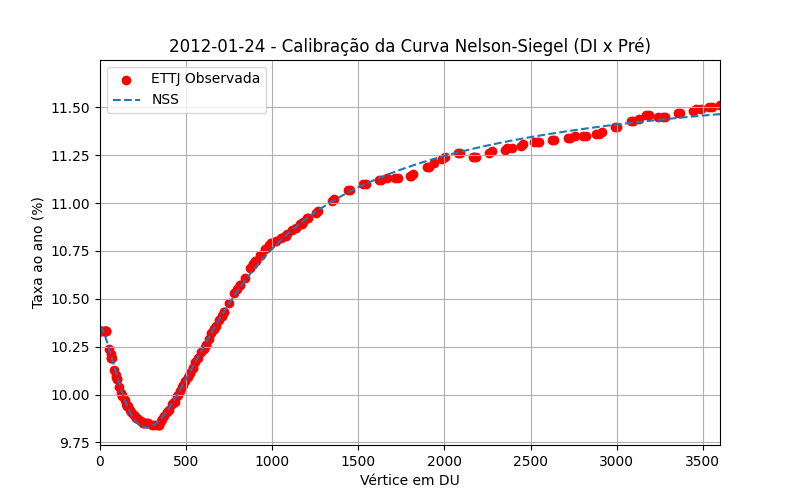 2012-01-24 - Calibração da Curva Nelson-Siegel (DI x Pré)
ETTJ Observada
NSS
Taxa ao ano (%)
11.50
11.25
11.00
10.75
10.50
10.25
10.00
9.75
0 500 1000 1500 2000 2500 3000 3500
Vértice em DU